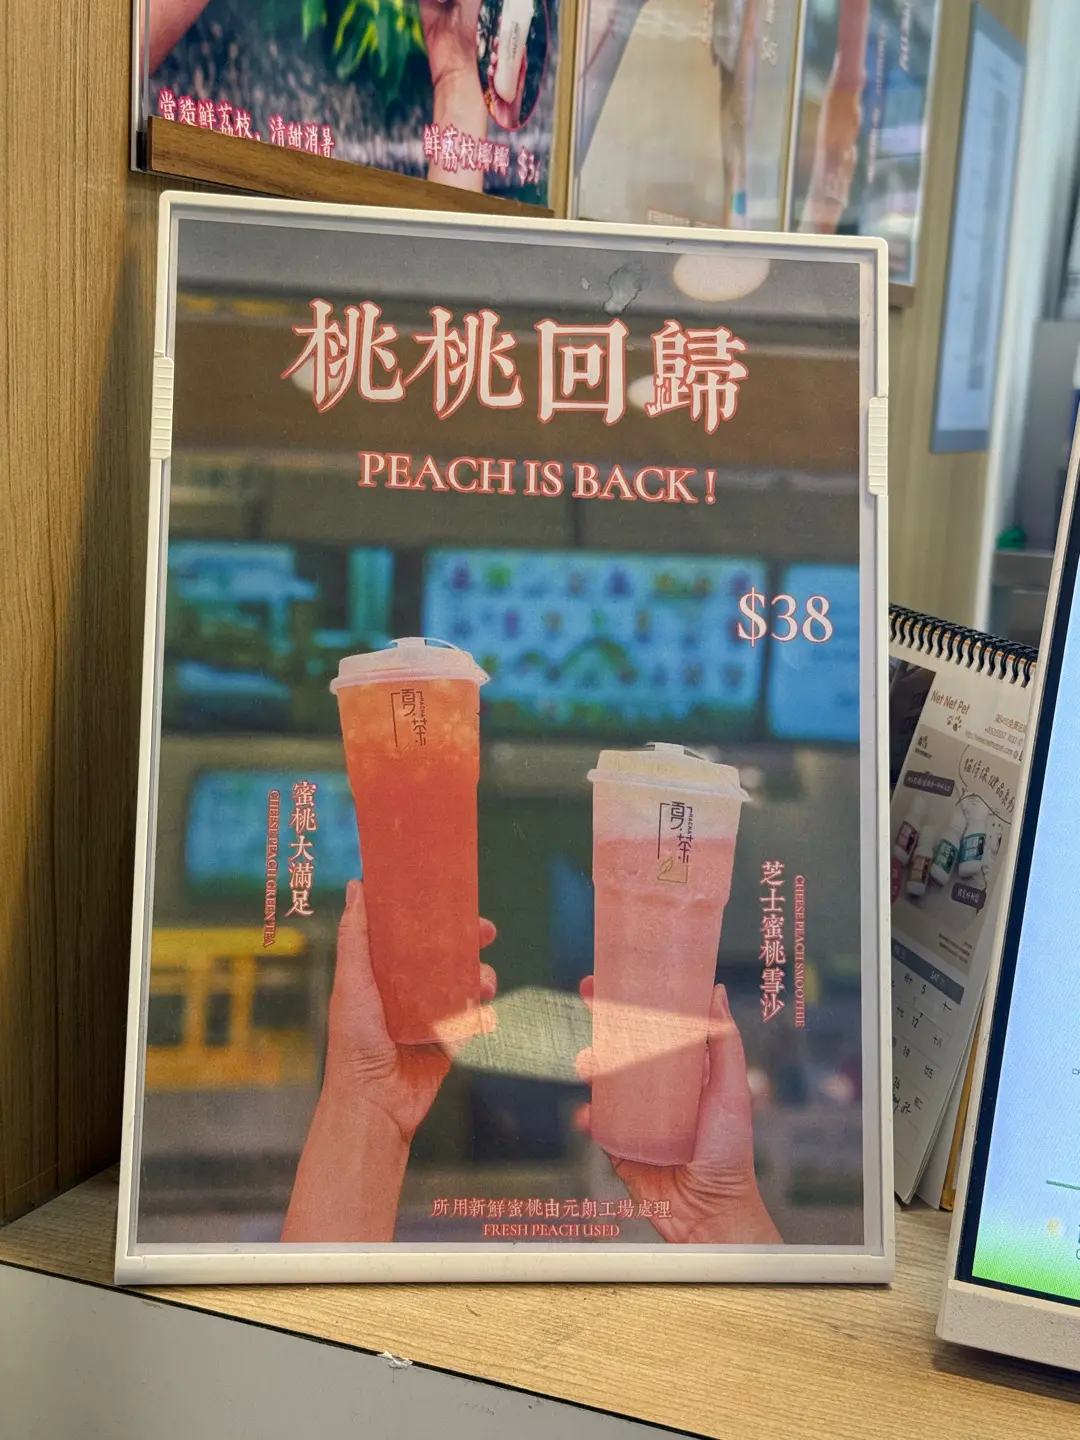 當造鮮荔枝，清甜消暑
鮮荔枝椰椰 $3
桃桃回歸
PEACH IS BACK !
$38
蜜桃大滿足
CHEESE PEACH GREEN TEA
芝士蜜桃雪沙
CHEESE PEACH SMOOTHIE
所用新鮮蜜桃由元朗工場處理
FRESH PEACH USED
Net Net Pet